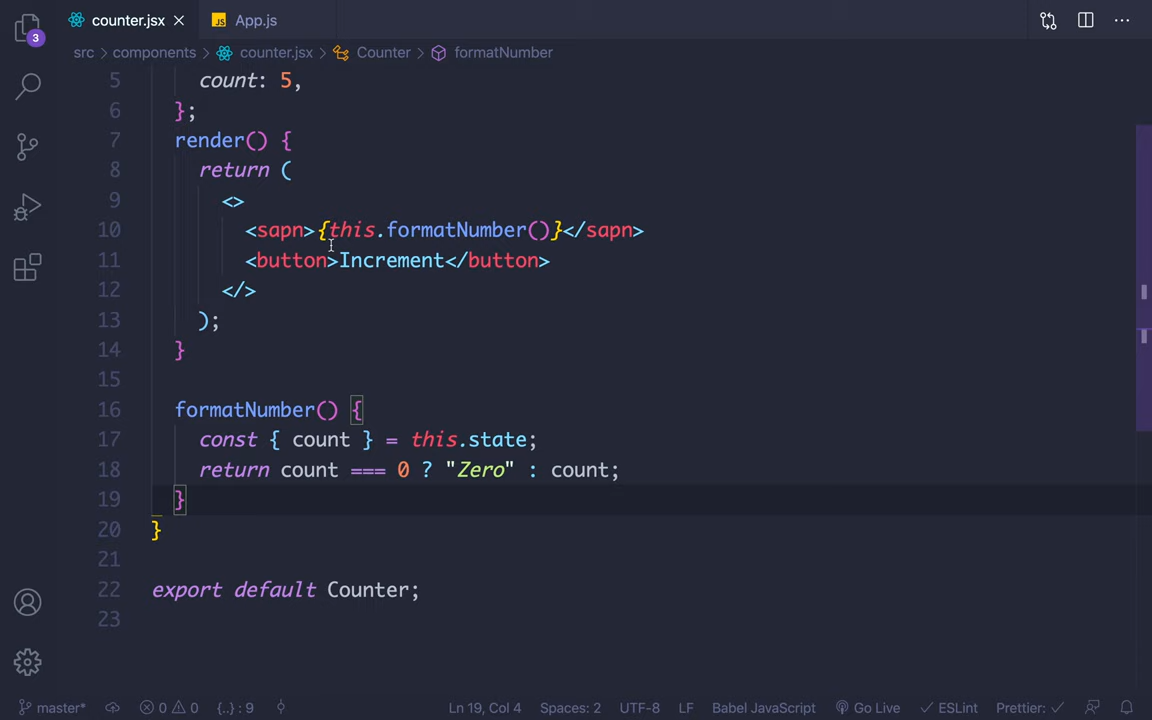 counter.jsx
JS App.js
3
src > components > counter.jsx > Counter > formatNumber
5 count: 5,
6 };
7 render() {
8 return (
9 <>
10 <sapn>{this.formatNumber()}</sapn>
11 <button>Increment</button>
12 </>
13 );
14 }
15
16 formatNumber() {
17 const { count } = this.state;
18 return count === 0 ? "Zero" : count;
19 }
20 }
21
22 export default Counter;
23
master* 0 0 {..} : 9 Ln 19, Col 4 Spaces: 2 UTF-8 LF Babel JavaScript Go Live ESLint Prettier: ✓